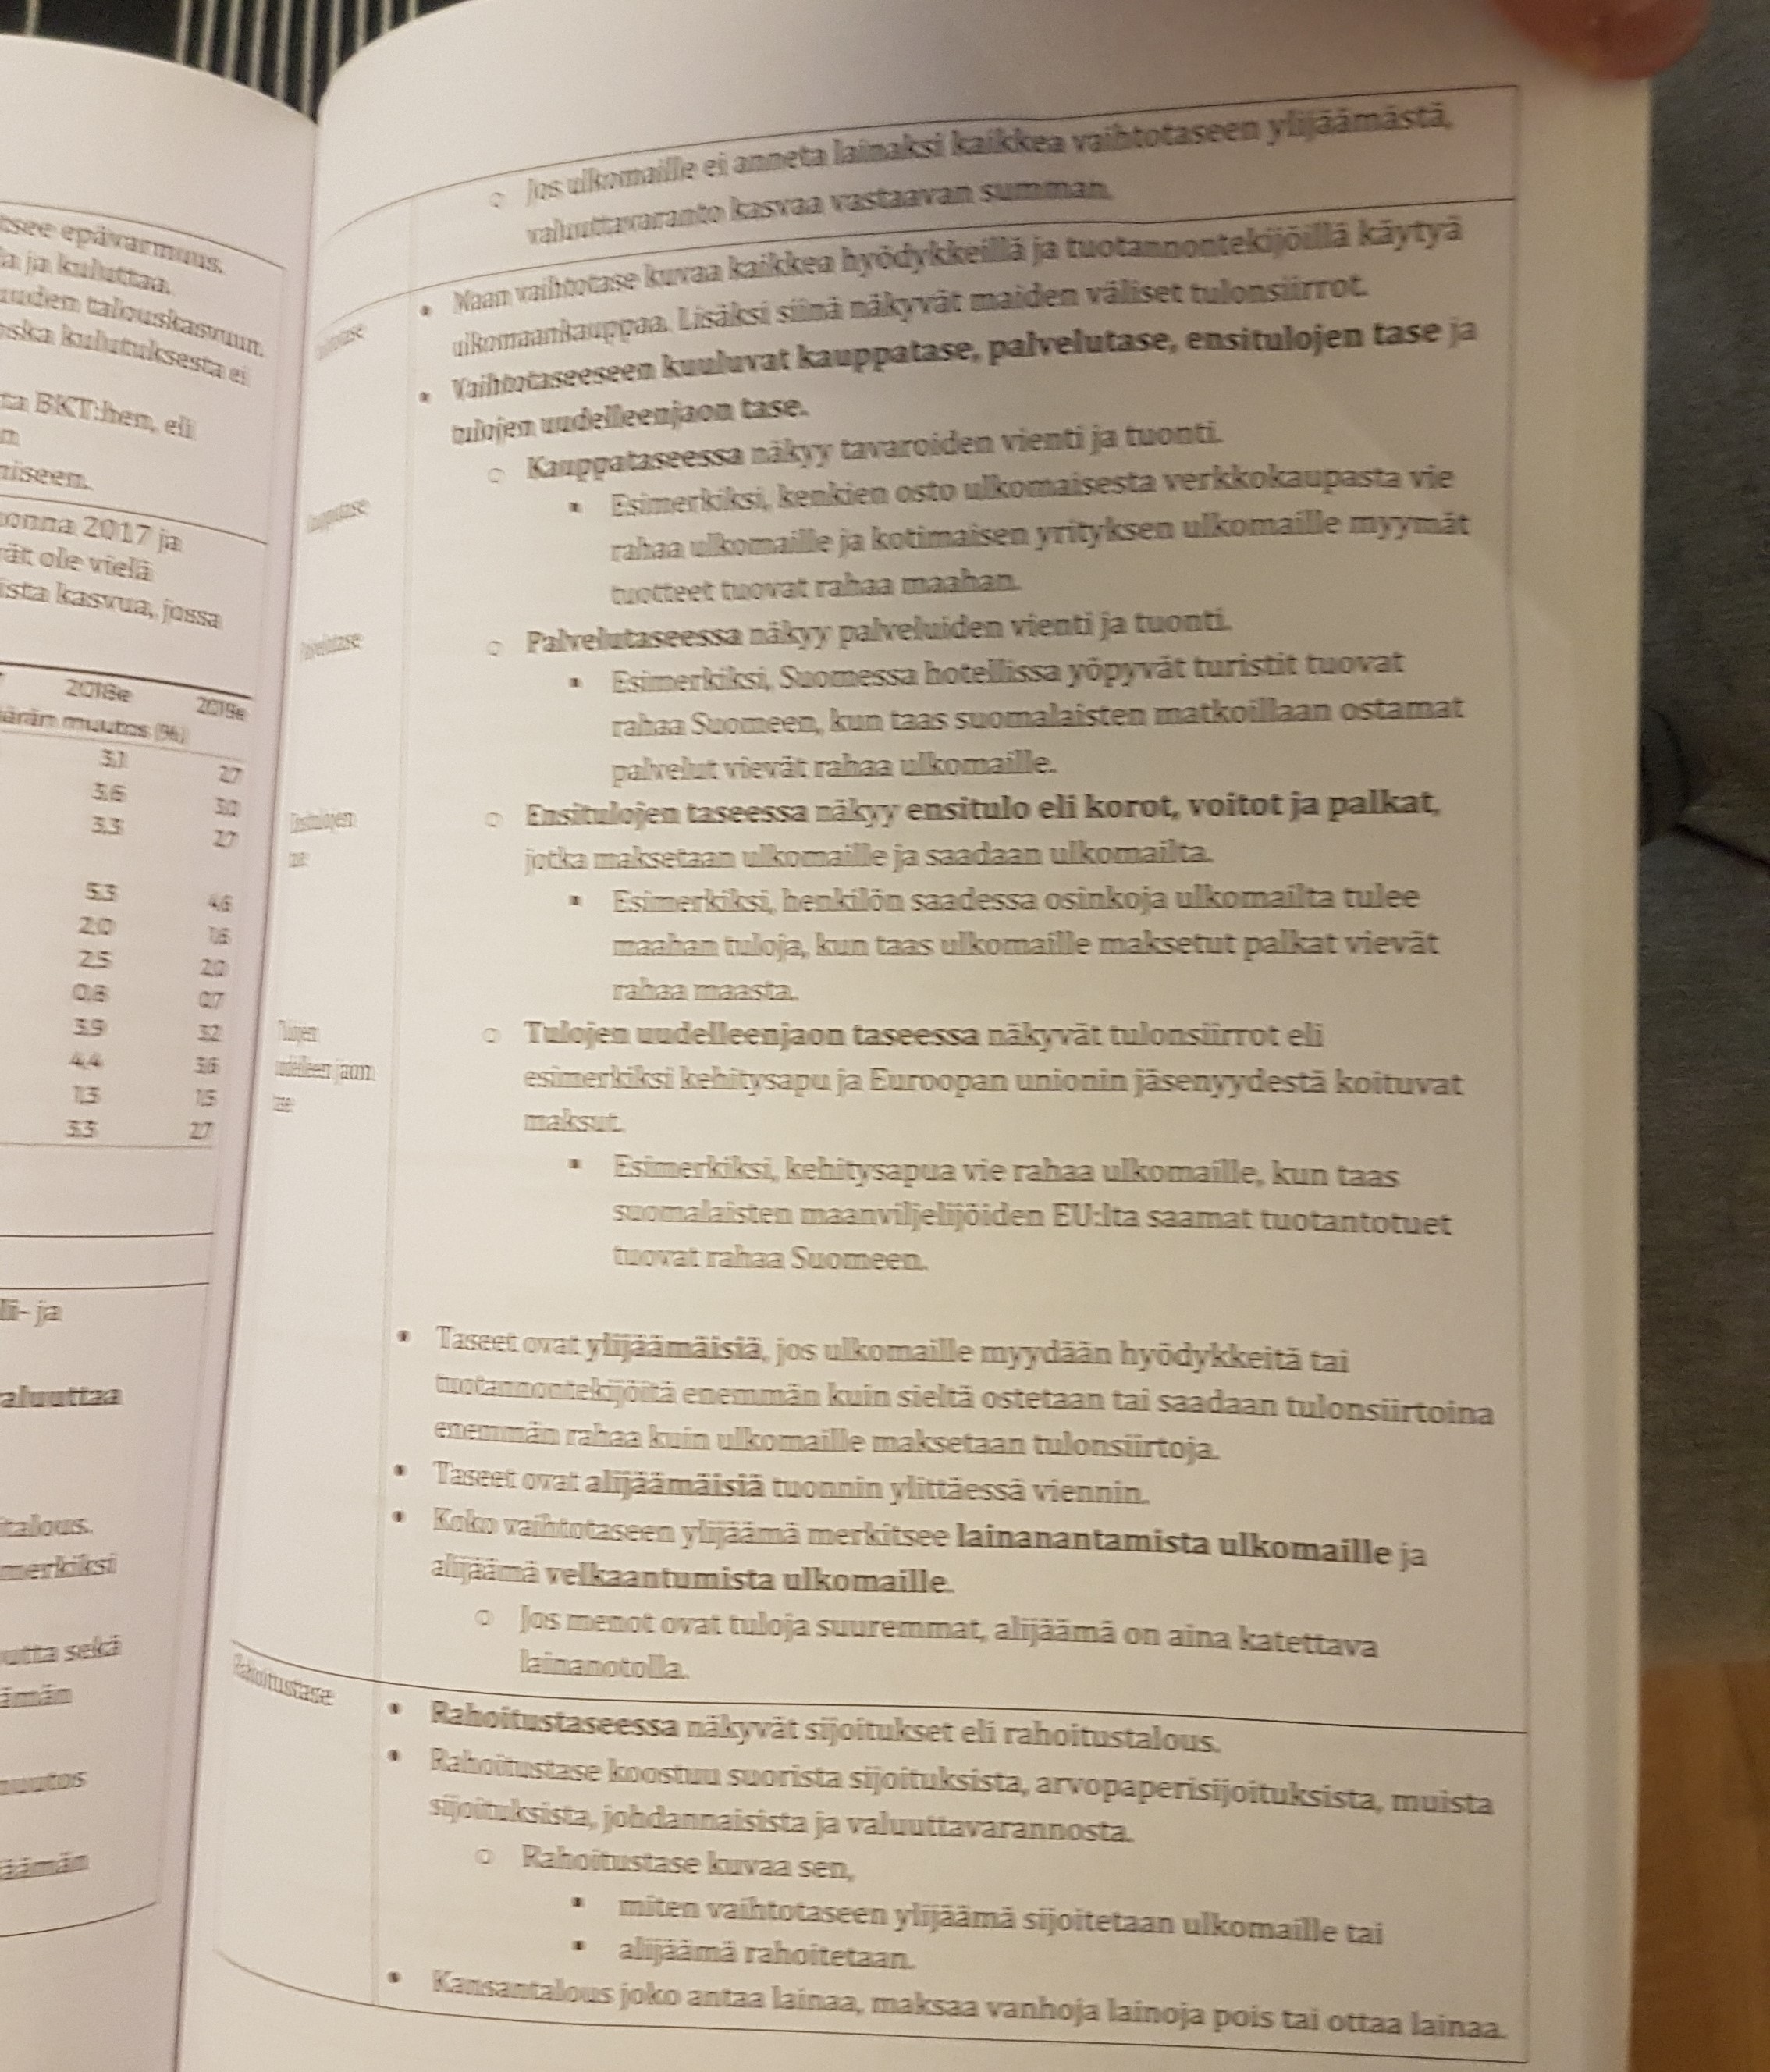 tsee epävarmuus.
la ja kuluttaa.
uuden talouskasvuun.
oska kulutuksesta ei
ta BKT:hen, eli
n
miseen.
onna 2017 ja
vät ole vielä
ista kasvua, jossa
2018e 2019e
äärän muutos (%)
3,1 2,7
3,6 3,0
3,3 2,7
5,3 4,6
2,0 1,6
2,5 2,0
0,8 0,7
3,9 3,2
4,4 3,6
1,3 1,5
3,3 2,7
li- ja
aluuttaa
talous.
merkiksi
utta sekä
ämän
muutos
äämän
○ Jos ulkomaille ei anneta lainaksi kaikkea vaihtotaseen ylijäämästä,
valuuttavaranto kasvaa vastaavan summan.
• Maan vaihtotase kuvaa kaikkea hyödykkeillä ja tuotannontekijöillä käytyä
ulkomaankauppaa. Lisäksi siinä näkyvät maiden väliset tulonsiirrot.
• Vaihtotaseeseen kuuluvat kauppatase, palvelutase, ensitulojen tase ja
tulojen uudelleenjaon tase.
○ Kauppataseessa näkyy tavaroiden vienti ja tuonti.
▪ Esimerkiksi, kenkien osto ulkomaisesta verkkokaupasta vie
rahaa ulkomaille ja kotimaisen yrityksen ulkomaille myymät
tuotteet tuovat rahaa maahan.
Palvelutase
○ Palvelutaseessa näkyy palveluiden vienti ja tuonti.
▪ Esimerkiksi, Suomessa hotellissa yöpyvät turistit tuovat
rahaa Suomeen, kun taas suomalaisten matkoillaan ostamat
palvelut vievät rahaa ulkomaille.
Ensitulojen
tase
○ Ensitulojen taseessa näkyy ensitulo eli korot, voitot ja palkat,
jotka maksetaan ulkomaille ja saadaan ulkomailta.
▪ Esimerkiksi, henkilön saadessa osinkoja ulkomailta tulee
maahan tuloja, kun taas ulkomaille maksetut palkat vievät
rahaa maasta.
Tulojen
uudelleen jaon
tase
○ Tulojen uudelleenjaon taseessa näkyvät tulonsiirrot eli
esimerkiksi kehitysapu ja Euroopan unionin jäsenyydestä koituvat
maksut.
▪ Esimerkiksi, kehitysapua vie rahaa ulkomaille, kun taas
suomalaisten maanviljelijöiden EU:lta saamat tuotantotuet
tuovat rahaa Suomeen.
• Taseet ovat ylijäämäisiä, jos ulkomaille myydään hyödykkeitä tai
tuotannontekijöitä enemmän kuin sieltä ostetaan tai saadaan tulonsiirtoina
enemmän rahaa kuin ulkomaille maksetaan tulonsiirtoja.
• Taseet ovat alijäämäisiä tuonnin ylittäessä viennin.
• Koko vaihtotaseen ylijäämä merkitsee lainanantamista ulkomaille ja
alijäämä velkaantumista ulkomaille.
○ Jos menot ovat tuloja suuremmat, alijäämä on aina katettava
lainanotolla.
Rahoitustase
• Rahoitustaseessa näkyvät sijoitukset eli rahoitustalous.
• Rahoitustase koostuu suorista sijoituksista, arvopaperisijoituksista, muista
sijoituksista, johdannaisista ja valuuttavarannosta.
○ Rahoitustase kuvaa sen,
▪ miten vaihtotaseen ylijäämä sijoitetaan ulkomaille tai
▪ alijäämä rahoitetaan.
• Kansantalous joko antaa lainaa, maksaa vanhoja lainoja pois tai ottaa lainaa.